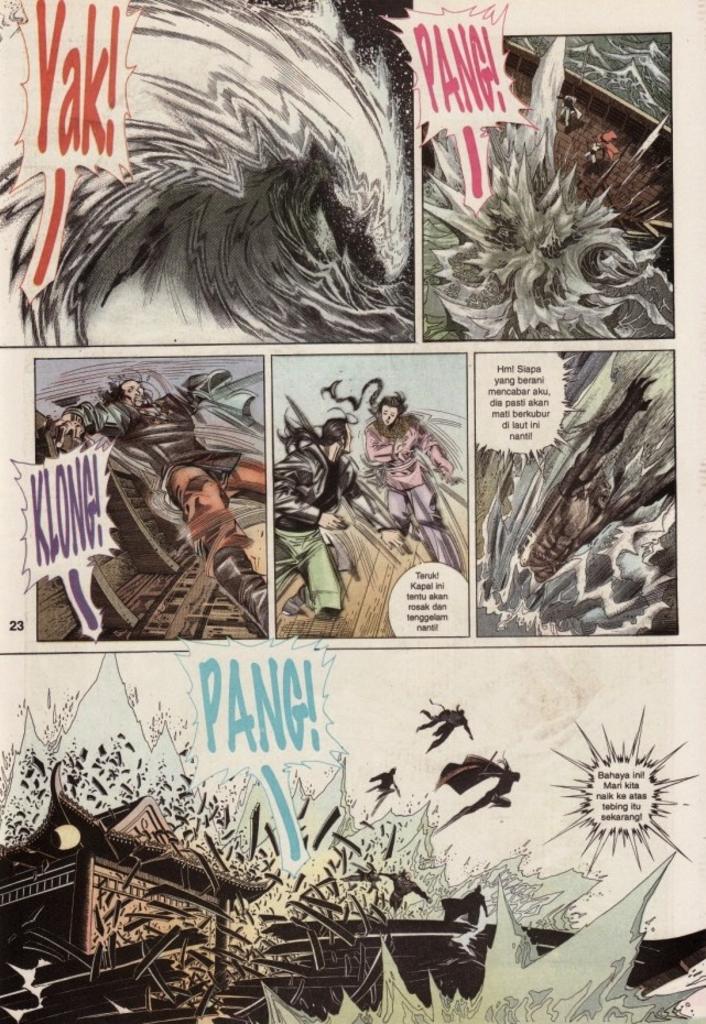 Yak!
PANG!
KLONG!
Teruk!
Kapal ini
tentu akan
rosak dan
tenggelam
nanti!
Hm! Siapa
yang berani
mencabar aku,
dia pasti akan
mati berkubur
di laut ini
nanti!
23
PANG!
Bahaya ini!
Mari kita
naik ke atas
tebing itu
sekarang!